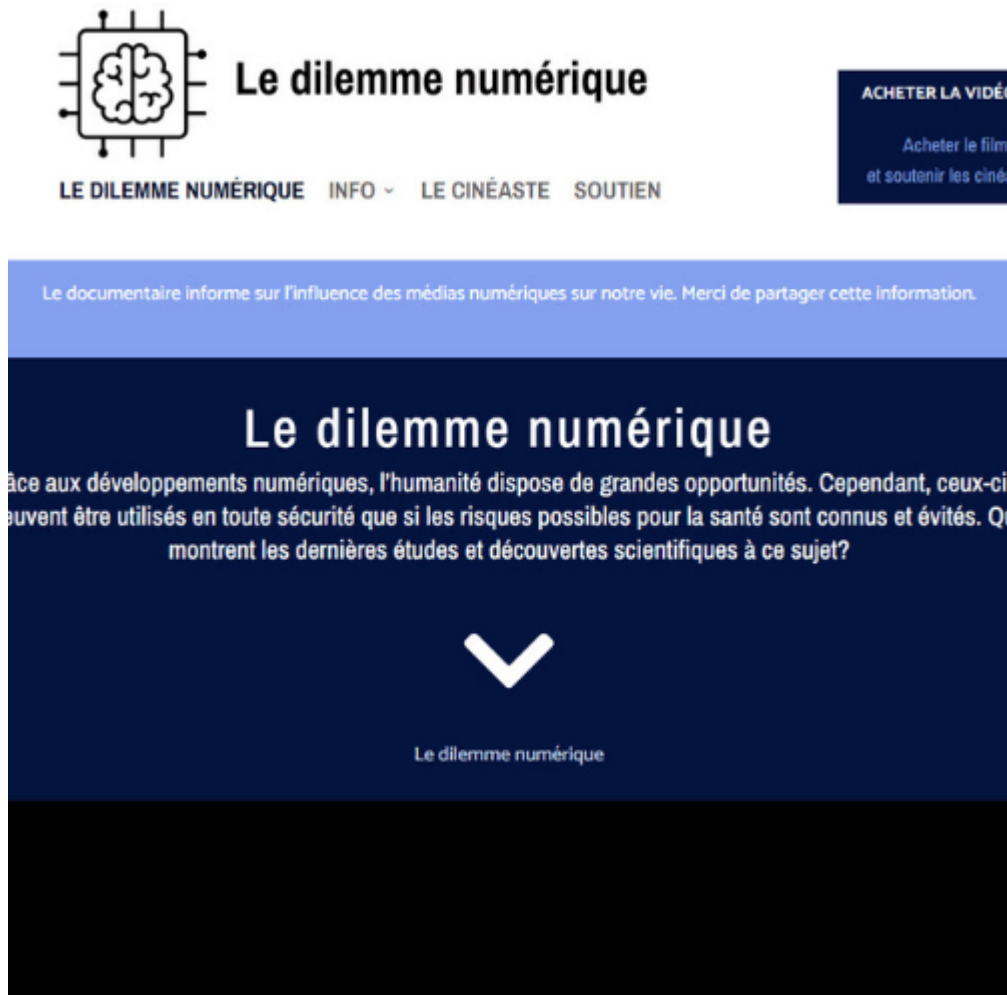 Le dilemme numérique
ACHETER LA VIDÉO
Acheter le film
et soutenir les
LE DILEMME NUMÉRIQUE INFO LE CINÉASTE SOUTIEN
Le documentaire informe sur l'influence des médias numériques sur notre vie. Merci de partager cette information.
Le dilemme numérique
aux développements numériques, l'humanité dispose de grandes opportunités. Cependant, ceux-ci
être utilisés en toute sécurité que si les risques possibles pour la santé sont connus et évités.
montrent les dernières études et découvertes scientifiques à ce sujet?
Le dilemme numérique